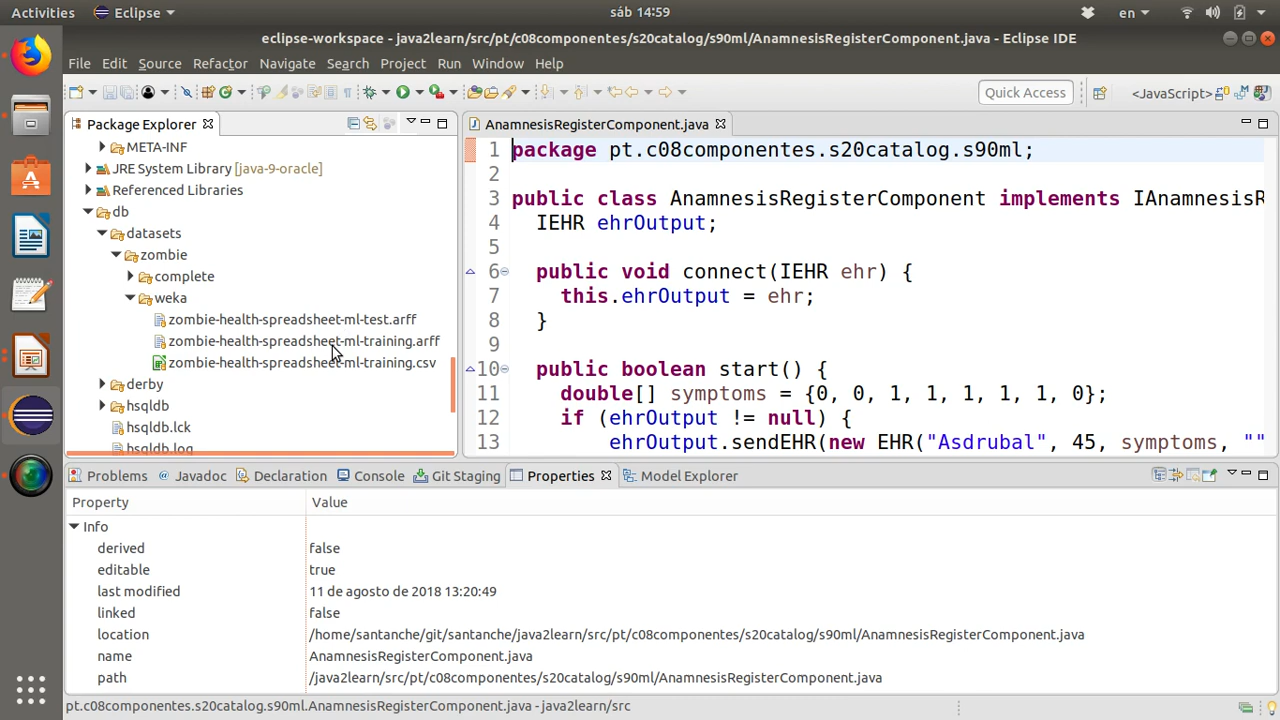 Activities
Eclipse
sáb 14:59
en
eclipse-workspace - java2learn/src/pt/c08componentes/s20catalog/s90ml/AnamnesisRegisterComponent.java - Eclipse IDE
File Edit Source Refactor Navigate Search Project Run Window Help
Quick Access
<JavaScript>
Package Explorer
META-INF
JRE System Library [java-9-oracle]
Referenced Libraries
db
datasets
zombie
complete
weka
zombie-health-spreadsheet-ml-test.arff
zombie-health-spreadsheet-ml-training.arff
zombie-health-spreadsheet-ml-training.csv
derby
hsqldb
hsqldb.lck
hsqldb.log
AnamnesisRegisterComponent.java
1 package pt.c08componentes.s20catalog.s90ml;
2
3 public class AnamnesisRegisterComponent implements IAnamnesisR
4 IEHR ehrOutput;
5
6 public void connect(IEHR ehr) {
7 this.ehrOutput = ehr;
8 }
9
10 public boolean start() {
11 double[] symptoms = {0, 0, 1, 1, 1, 1, 1, 0};
12 if (ehrOutput != null) {
13 ehrOutput.sendEHR(new EHR("Asdrubal", 45, symptoms, ""
Problems @ Javadoc Declaration Console Git Staging Properties Model Explorer
Property Value
Info
derived false
editable true
last modified 11 de agosto de 2018 13:20:49
linked false
location /home/santanche/git/santanche/java2learn/src/pt/c08componentes/s20catalog/s90ml/AnamnesisRegisterComponent.java
name AnamnesisRegisterComponent.java
path /java2learn/src/pt/c08componentes/s20catalog/s90ml/AnamnesisRegisterComponent.java
pt.c08componentes.s20catalog.s90ml.AnamnesisRegisterComponent.java - java2learn/src